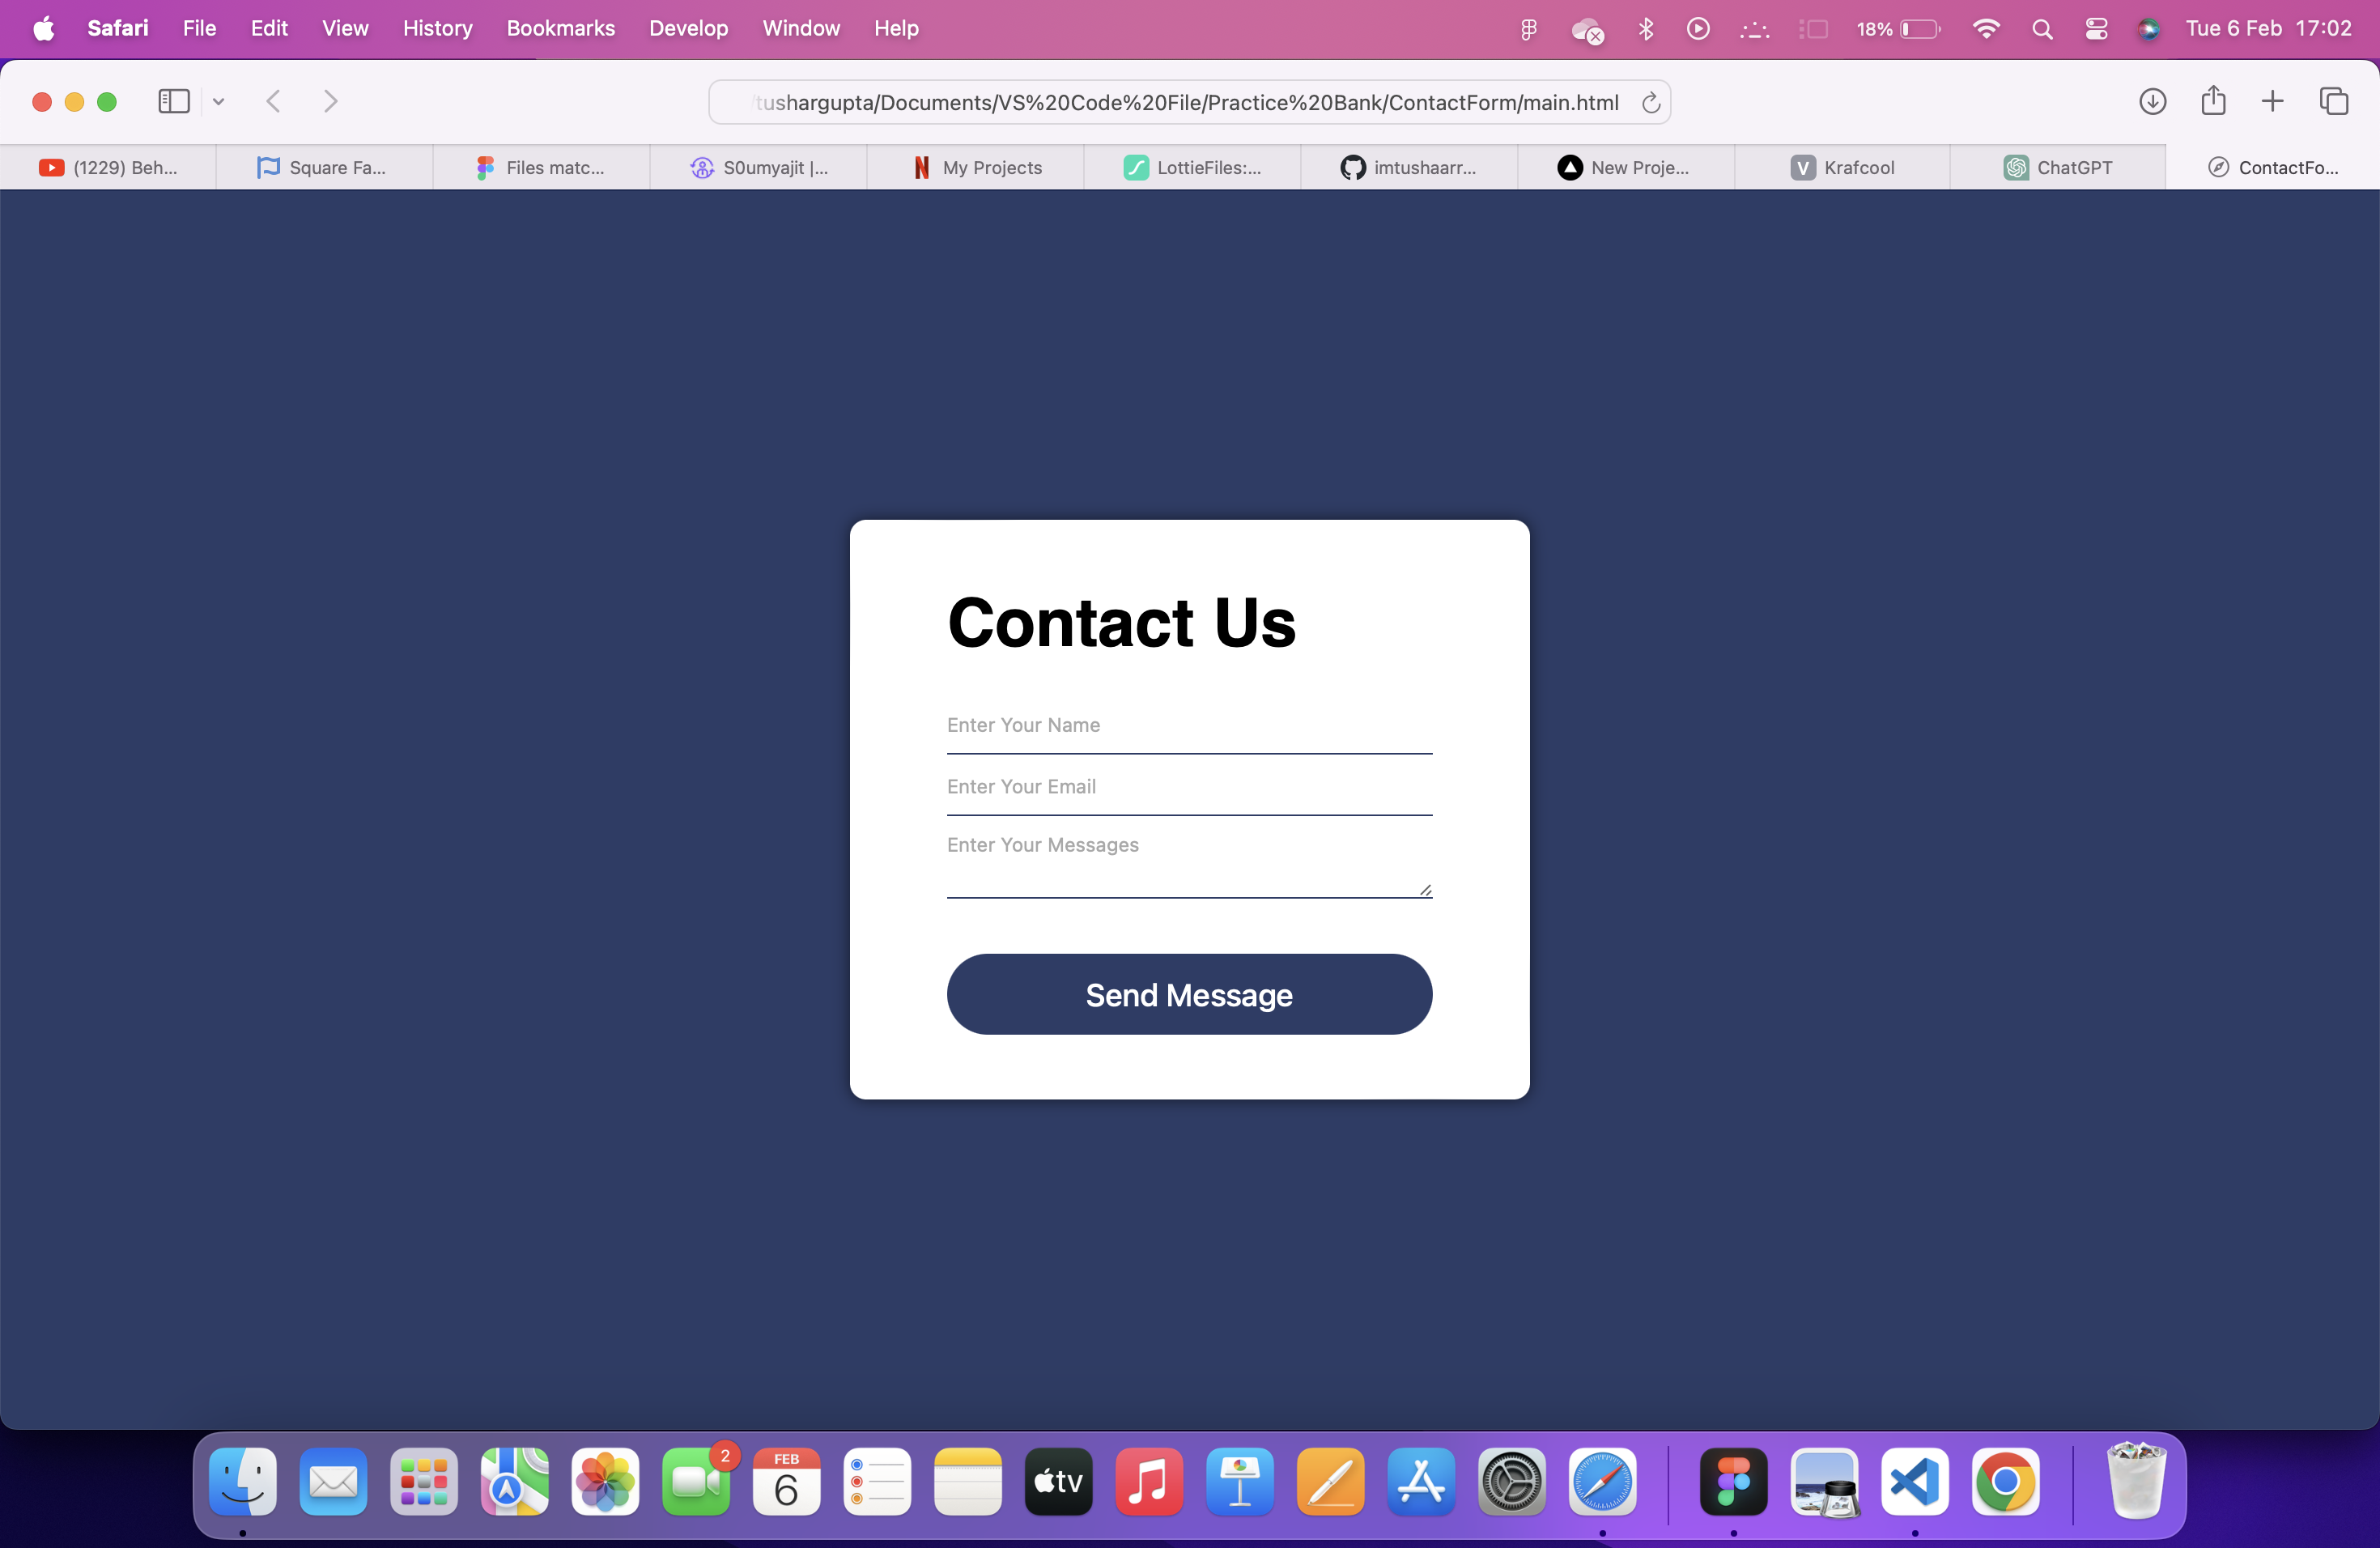 Safari File Edit View History Bookmarks Develop Window Help 18% Tue 6 Feb 17:02
tushargupta/Documents/VS%20Code%20File/Practice%20Bank/ContactForm/main.html
(1229) Beh... Square Fa... Files matc... S0umyajit |... My Projects LottieFiles:... imtushaarr... New Proje... V Krafcool ChatGPT ContactFo...
Contact Us
Enter Your Name
Enter Your Email
Enter Your Messages
Send Message
2
FEB
6
tv